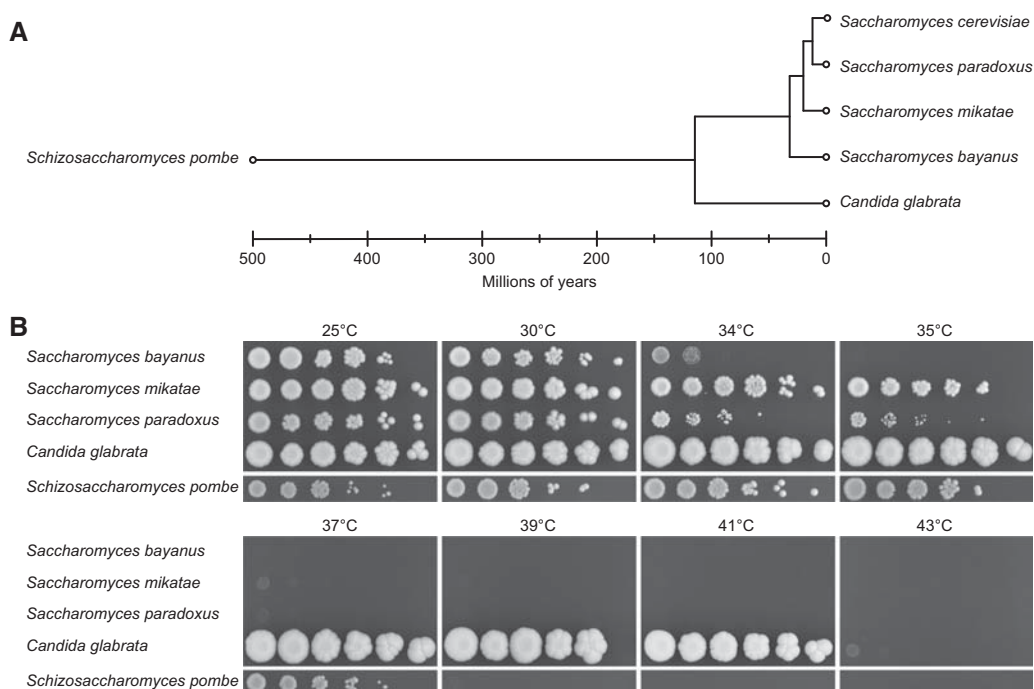 A
Saccharomyces cerevisiae
Saccharomyces paradoxus
Saccharomyces mikatae
Schizosaccharomyces pombe
Saccharomyces bayanus
Candida glabrata
500 400 300 200 100 0
Millions of years
B
25°C 30°C 34°C 35°C
Saccharomyces bayanus
Saccharomyces mikatae
Saccharomyces paradoxus
Candida glabrata
Schizosaccharomyces pombe
37°C 39°C 41°C 43°C
Saccharomyces bayanus
Saccharomyces mikatae
Saccharomyces paradoxus
Candida glabrata
Schizosaccharomyces pombe